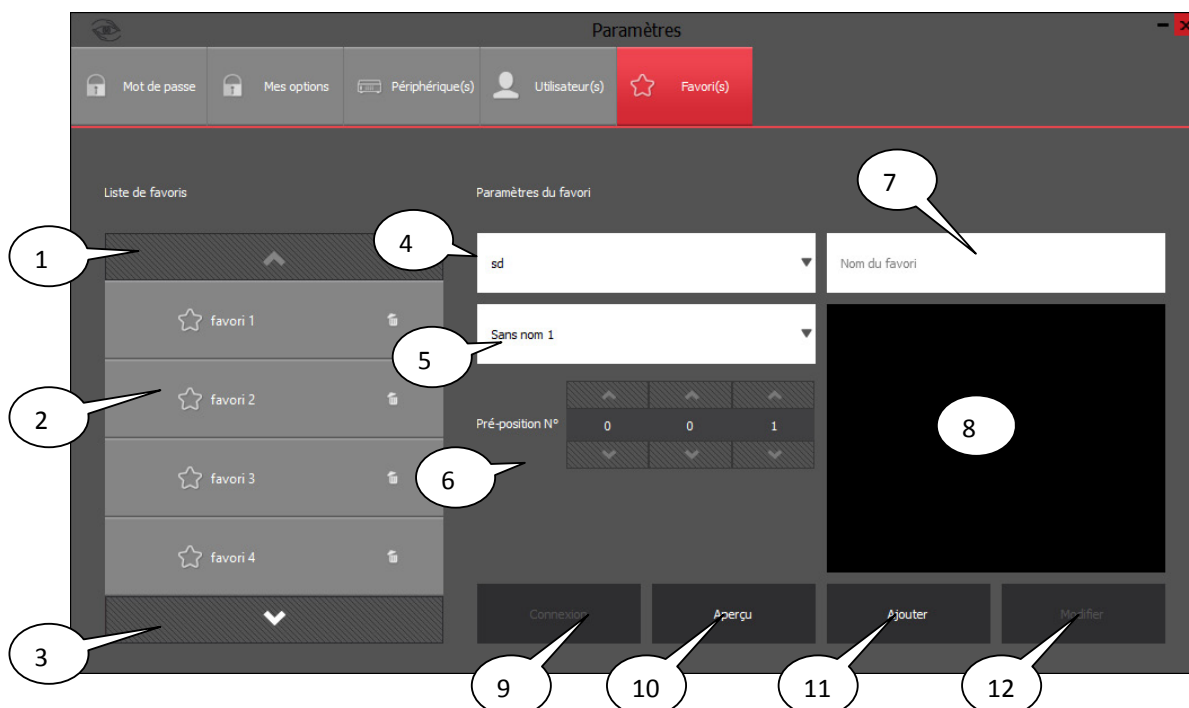 Paramètres
Mot de passe
Mes options
Périphérique(s)
Utilisateur(s)
Favori(s)
Liste de favoris
Paramètres du favori
7
1
4
sd
Nom du favori
favori 1
Sans nom 1
5
2
favori 2
Pré-position N°
0 0 1
8
6
favori 3
favori 4
Connexion
Aperçu
Ajouter
Modifier
3
9
10
11
12